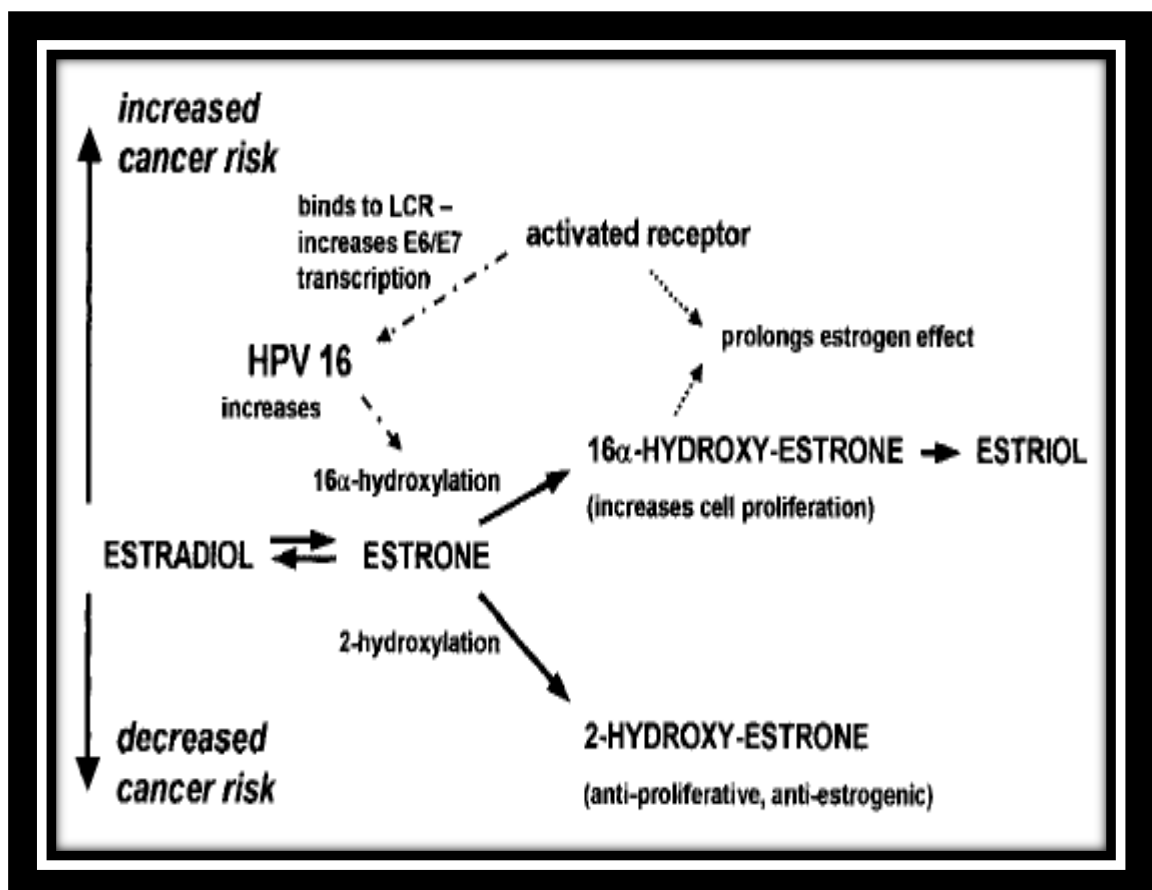 increased
cancer risk
binds to LCR –
increases E6/E7
transcription
activated receptor
prolongs estrogen effect
HPV 16
increases
16α-hydroxylation
16α-HYDROXY-ESTRONE
ESTRIOL
(increases cell proliferation)
ESTRADIOL
ESTRONE
2-hydroxylation
2-HYDROXY-ESTRONE
(anti-proliferative, anti-estrogenic)
decreased
cancer risk